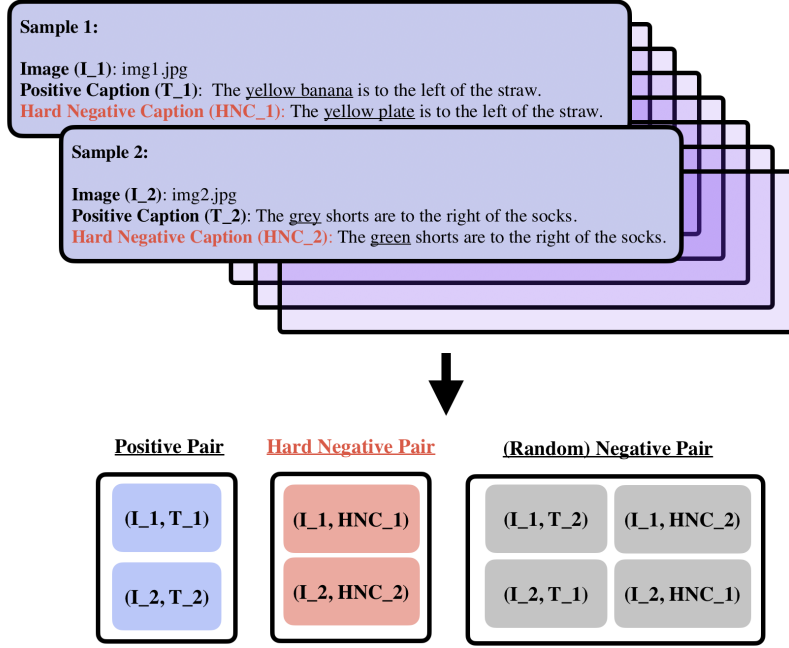 Sample 1:
Image (I_1): img1.jpg
Positive Caption (T_1): The yellow banana is to the left of the straw.
Hard Negative Caption (HNC_1): The yellow plate is to the left of the straw.
Sample 2:
Image (I_2): img2.jpg
Positive Caption (T_2): The grey shorts are to the right of the socks.
Hard Negative Caption (HNC_2): The green shorts are to the right of the socks.
Positive Pair
(I_1, T_1)
(I_2, T_2)
Hard Negative Pair
(I_1, HNC_1)
(I_2, HNC_2)
(Random) Negative Pair
(I_1, T_2) (I_1, HNC_2)
(I_2, T_1) (I_2, HNC_1)